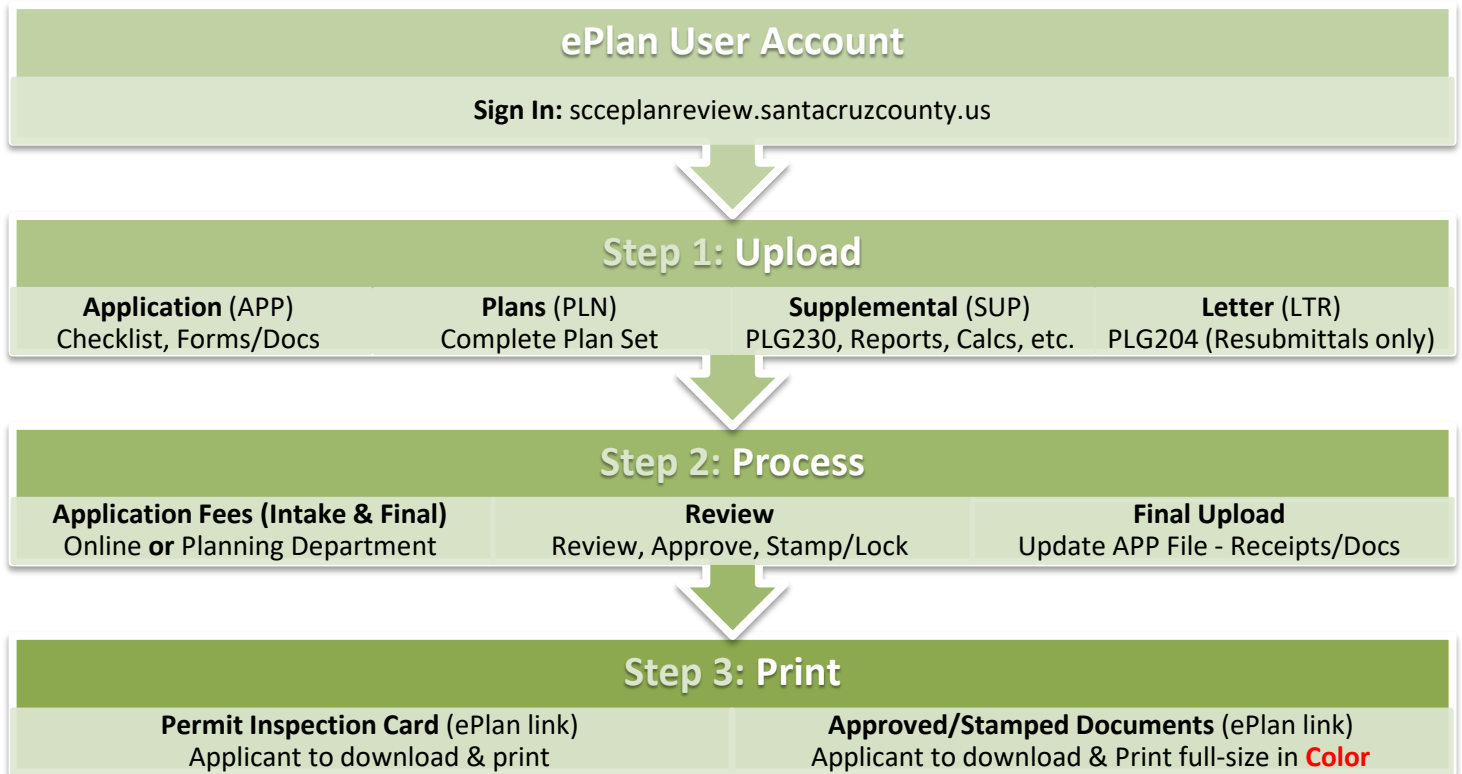 ePlan User Account
Sign In: scceplanreview.santacruzcounty.us
Step 1: Upload
Application (APP)
Checklist, Forms/Docs
Plans (PLN)
Complete Plan Set
Supplemental (SUP)
PLG230, Reports, Calcs, etc.
Letter (LTR)
PLG204 (Resubmittals only)
Step 2: Process
Application Fees (Intake & Final)
Online or Planning Department
Review
Review, Approve, Stamp/Lock
Final Upload
Update APP File - Receipts/Docs
Step 3: Print
Permit Inspection Card (ePlan link)
Applicant to download & print
Approved/Stamped Documents (ePlan link)
Applicant to download & Print full-size in Color